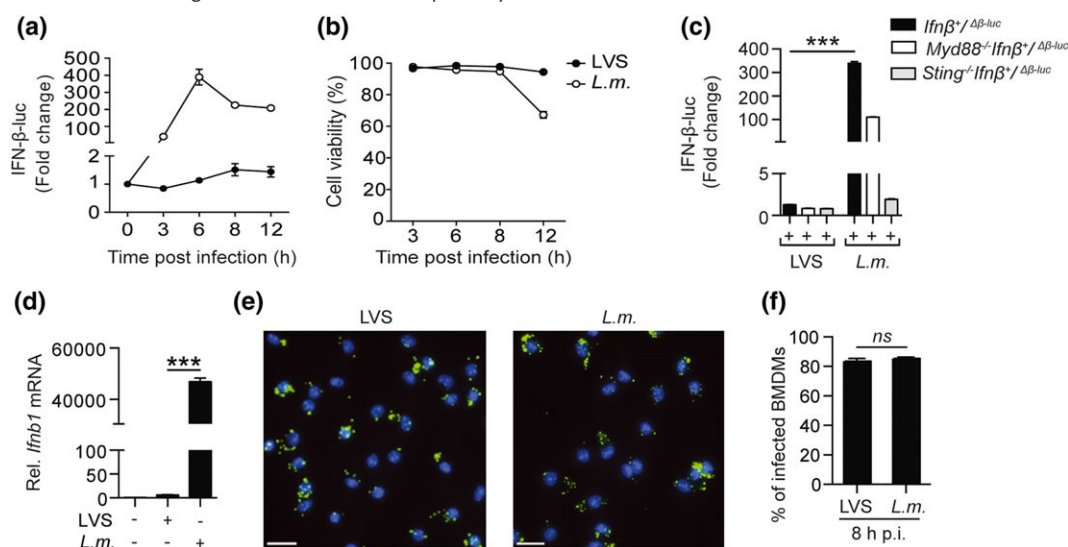 (a)
IFN-β-luc
(Fold change)
500
400
300
200
100
2
1
0
0 3 6 8 12
Time post infection (h)
(b)
Cell viability (%)
100
80
60
40
20
0
3 6 8 12
Time post infection (h)
LVS
L.m.
(c)
IFN-β-luc
(Fold change)
400
300
200
100
5
0
***
+ + + + + +
LVS L.m.
Ifnβ+/ Δβ-luc
Myd88-/-Ifnβ+/ Δβ-luc
Sting-/-Ifnβ+/ Δβ-luc
(d)
Rel. Ifnb1 mRNA
60000
40000
100
50
0
***
LVS - + -
L.m. - - +
(e)
LVS L.m.
(f)
% of infected BMDMs
100
80
60
40
20
0
ns
LVS L.m.
8 h p.i.